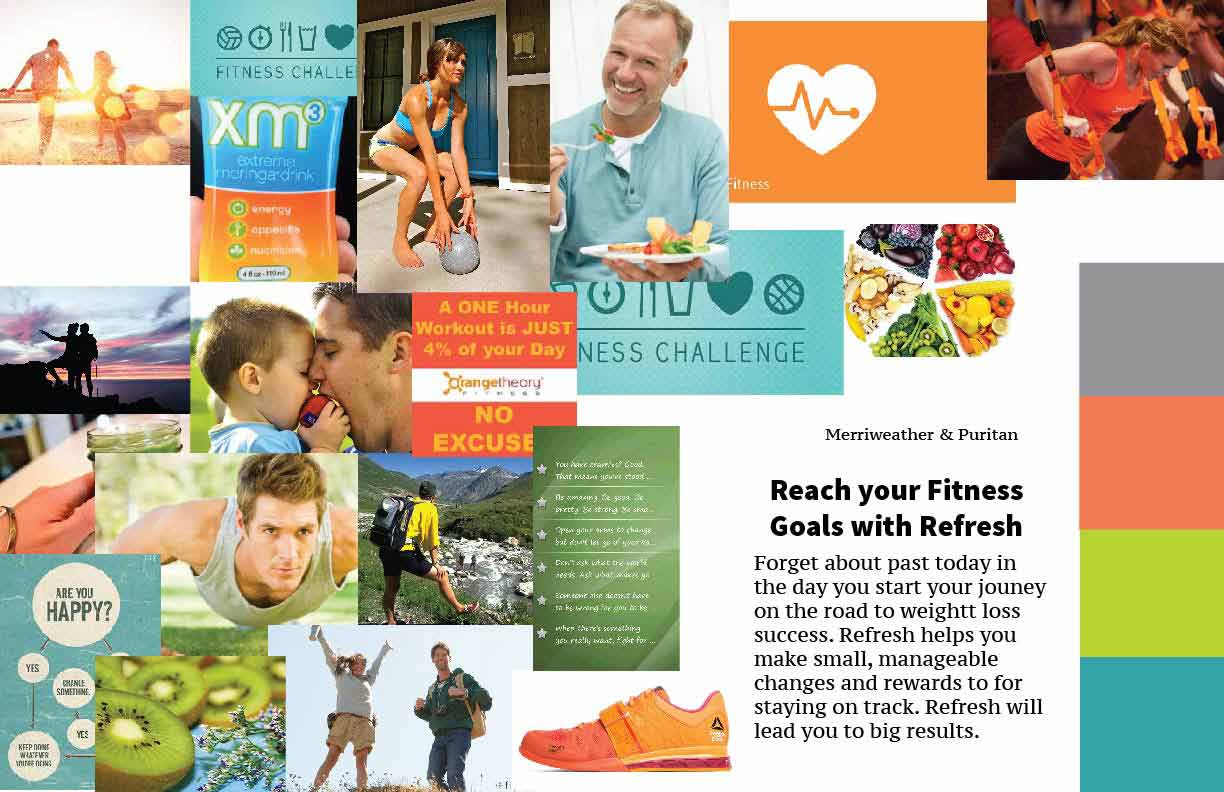 FITNESS CHALLE
xm3
extreme
moringa drink
energy
appetite
nutrition
4 fl oz - 119 ml
Fitness
NESS CHALLENGE
A ONE Hour
Workout is JUST
4% of your Day
Orangetheory
FITNESS
NO
EXCUSE
You have cramps? Good.
That means you've stood ...
Be amazing. Be good. Be
pretty. Be strong. Be sma...
Open your arms to change
but don't let go of your va...
Don't ask what the world
needs. Ask what makes yo
Someone else doesn't have
to be wrong for you to be
When there's something
you really want, fight for ...
ARE YOU
HAPPY?
YES
CHANGE
SOMETHING.
YES
KEEP DOING
WHATEVER
YOU'RE DOING
Merriweather & Puritan
Reach your Fitness
Goals with Refresh
Forget about past today in
the day you start your jouney
on the road to weightt loss
success. Refresh helps you
make small, manageable
changes and rewards to for
staying on track. Refresh will
lead you to big results.